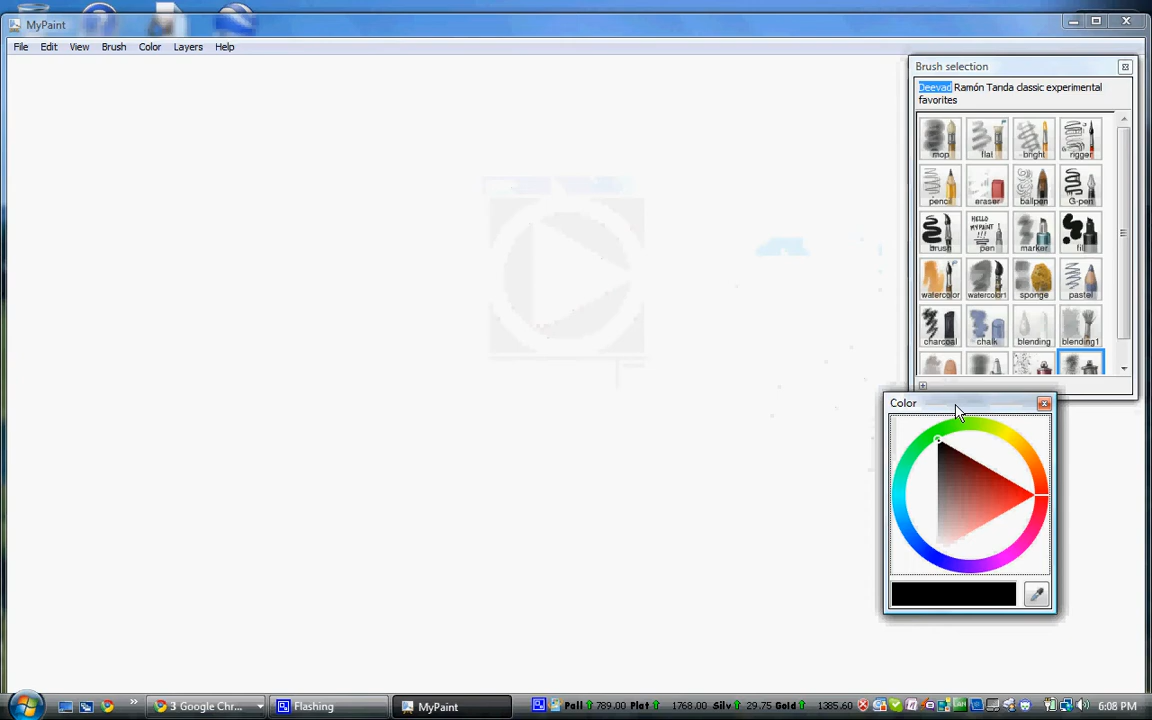 MyPaint
File Edit View Brush Color Layers Help
Brush selection
Deevad Ramón Tanda classic experimental
favorites
mop flat bright rigger
pencil eraser ballpen G-pen
HELLO
MYPAINT
!!!
brush pen marker fill
watercolor watercolor1 sponge pastel
charcoal chalk blending blending1
Color
3 Google Chr... Flashing MyPaint Pall 789.00 Plat 1768.00 Silv 29.75 Gold 1385.60 6:08 PM